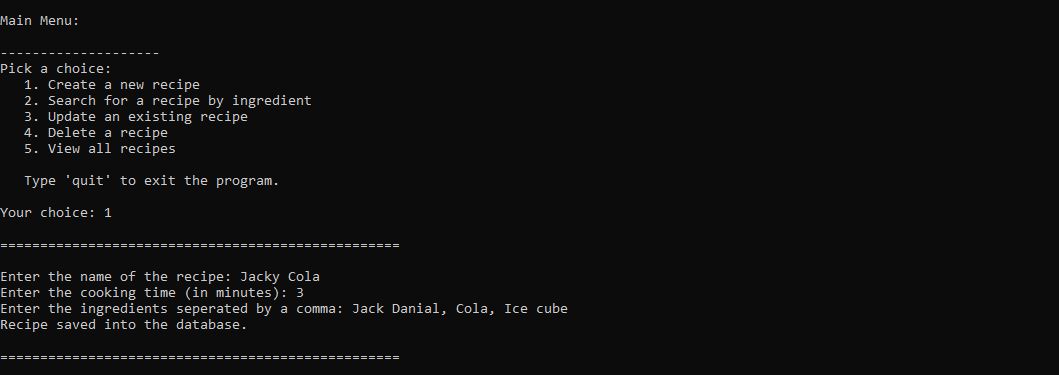 Main Menu:
--------------------
Pick a choice:
1. Create a new recipe
2. Search for a recipe by ingredient
3. Update an existing recipe
4. Delete a recipe
5. View all recipes
Type 'quit' to exit the program.
Your choice: 1
==================================================
Enter the name of the recipe: Jacky Cola
Enter the cooking time (in minutes): 3
Enter the ingredients seperated by a comma: Jack Danial, Cola, Ice cube
Recipe saved into the database.
==================================================